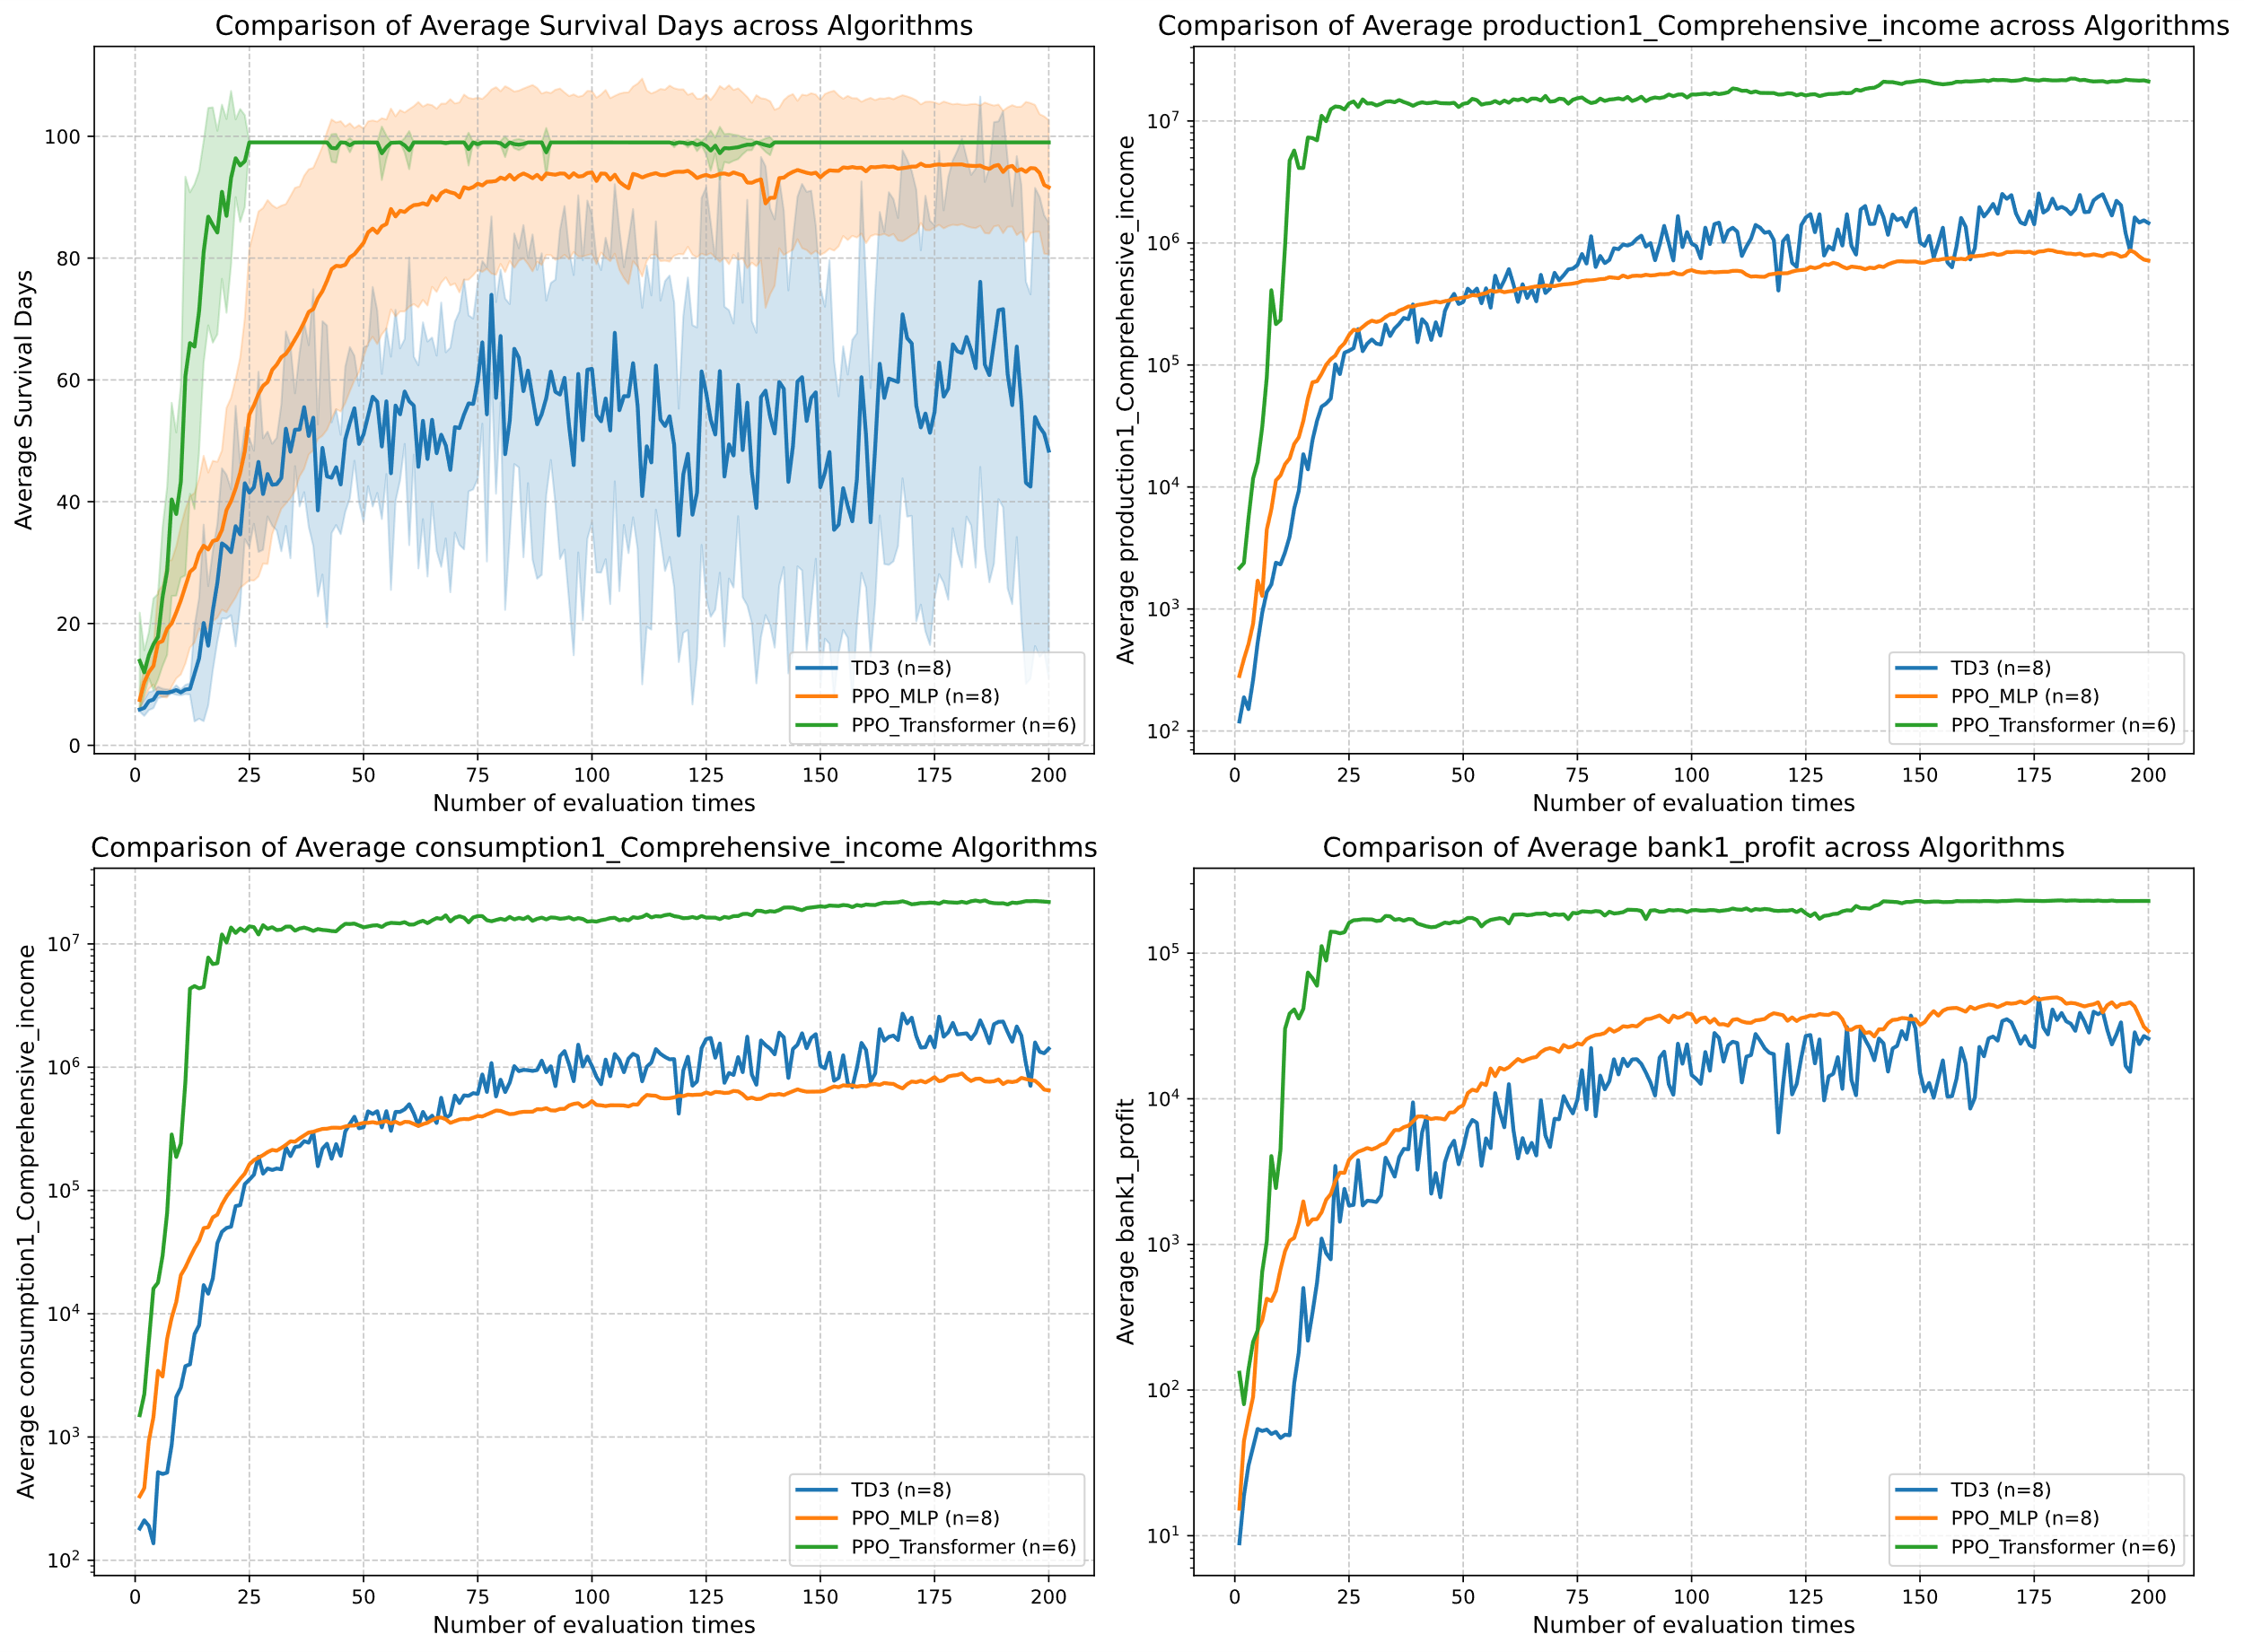 Comparison of Average Survival Days across Algorithms
Average Survival Days
100
80
60
40
20
0
TD3 (n=8)
PPO_MLP (n=8)
PPO_Transformer (n=6)
0 25 50 75 100 125 150 175 200
Number of evaluation times
Comparison of Average production1_Comprehensive_income across Algorithms
Average production1_Comprehensive_income
10⁷
10⁶
10⁵
10⁴
10³
10²
TD3 (n=8)
PPO_MLP (n=8)
PPO_Transformer (n=6)
0 25 50 75 100 125 150 175 200
Number of evaluation times
Comparison of Average consumption1_Comprehensive_income Algorithms
Average consumption1_Comprehensive_income
10⁷
10⁶
10⁵
10⁴
10³
10²
TD3 (n=8)
PPO_MLP (n=8)
PPO_Transformer (n=6)
0 25 50 75 100 125 150 175 200
Number of evaluation times
Comparison of Average bank1_profit across Algorithms
Average bank1_profit
10⁵
10⁴
10³
10²
10¹
TD3 (n=8)
PPO_MLP (n=8)
PPO_Transformer (n=6)
0 25 50 75 100 125 150 175 200
Number of evaluation times